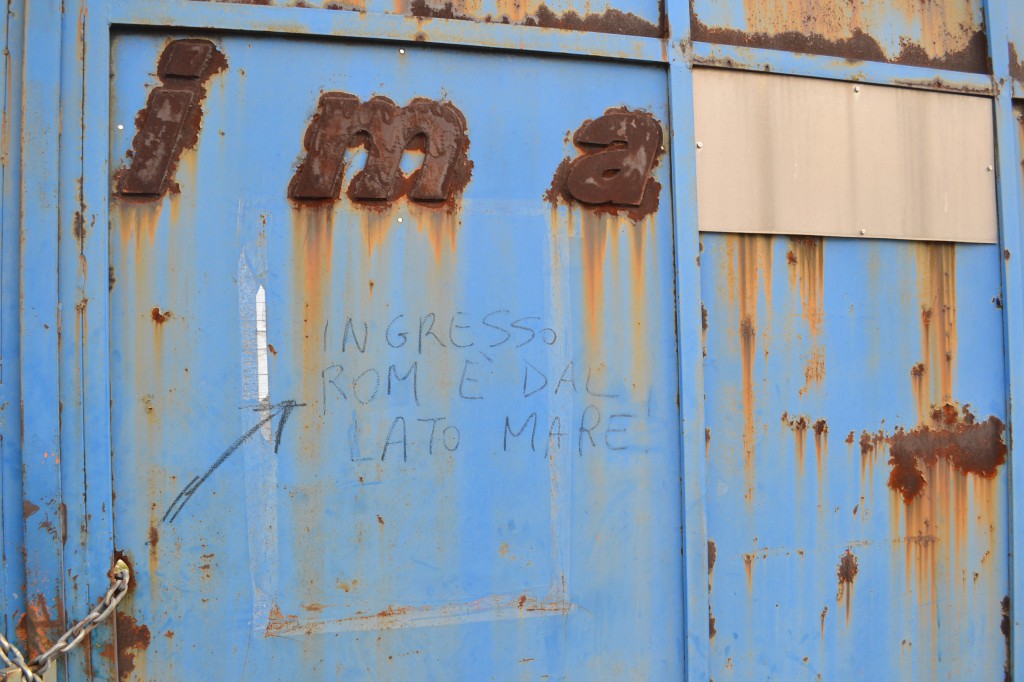 ima
INGRESSO
ROM È DAL
LATO MARE!